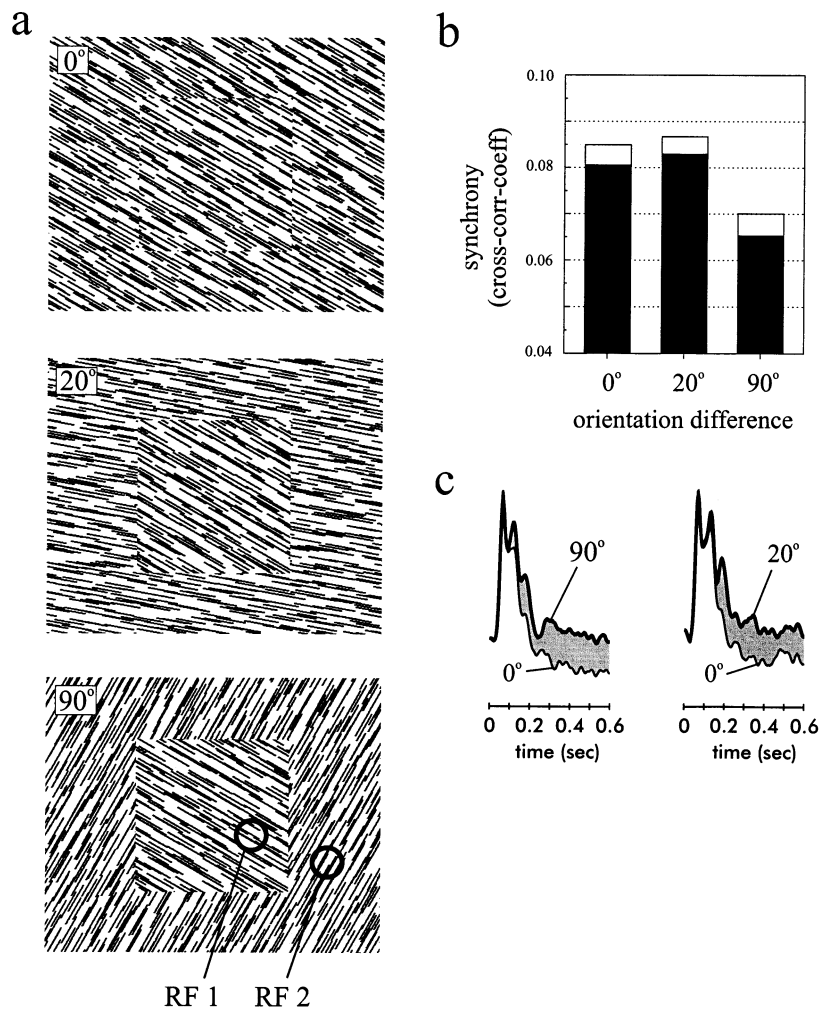 a
0°
20°
90°
RF 1 RF 2
b
synchrony
(cross-corr-coeff)
0.10
0.08
0.06
0.04
0° 20° 90°
orientation difference
c
90°
0°
0 0.2 0.4 0.6
time (sec)
20°
0°
0 0.2 0.4 0.6
time (sec)